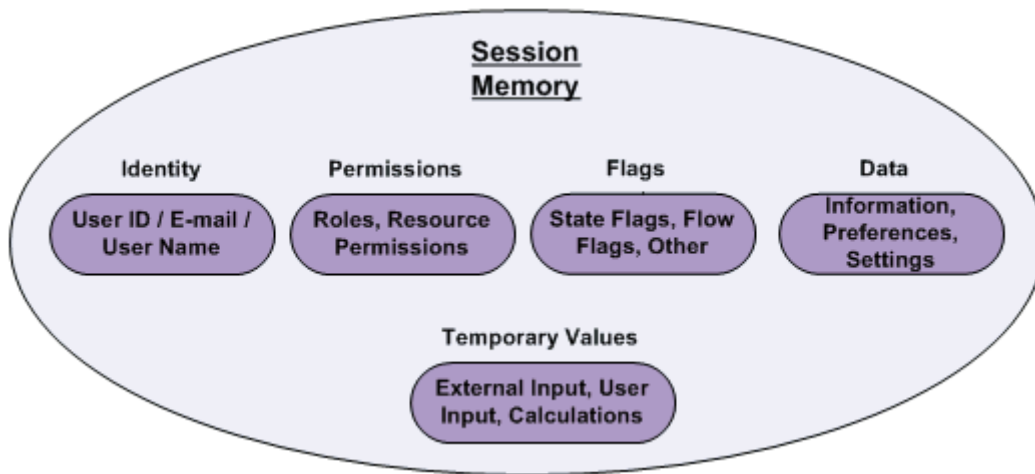 Session
Memory
Identity
Permissions
Flags
Data
User ID / E-mail /
User Name
Roles, Resource
Permissions
State Flags, Flow
Flags, Other
Information,
Preferences,
Settings
Temporary Values
External Input, User
Input, Calculations